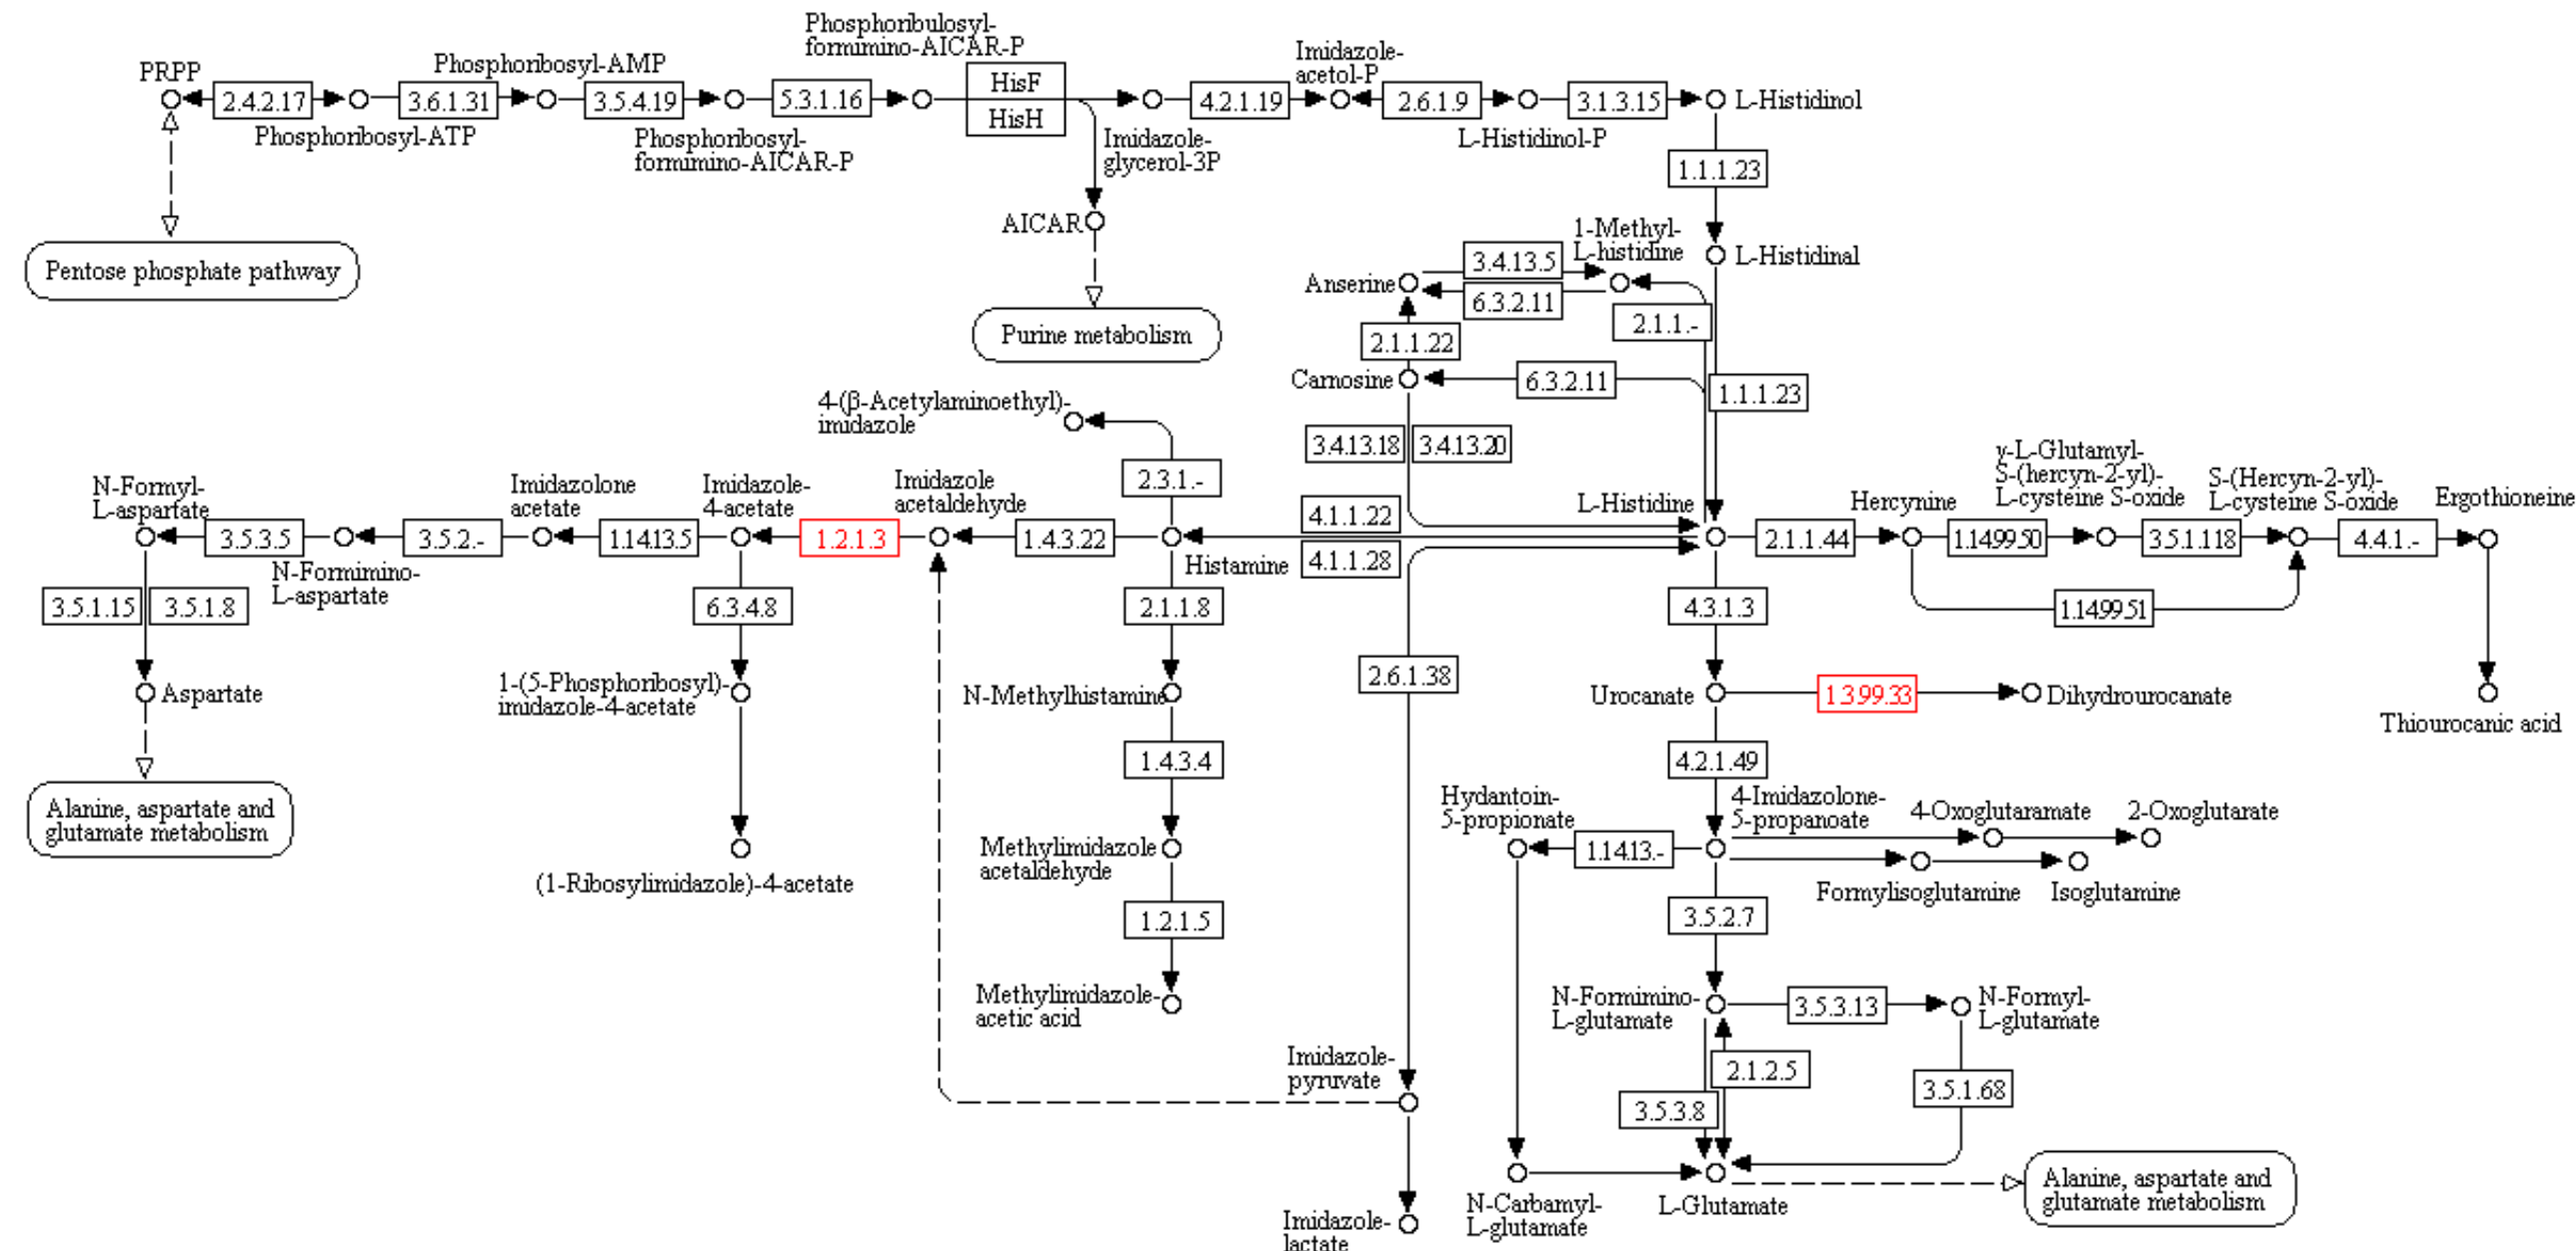 Phosphoribulosyl-
formimino-AICAR-P
PRPP
Phosphoribosyl-AMP
Imidazole-
acetol-P
2.4.2.17
3.6.1.31
3.5.4.19
5.3.1.16
HisF
HisH
4.2.1.19
2.6.1.9
3.1.3.15
L-Histidinol
Phosphoribosyl-ATP
Phosphoribosyl-
formimino-AICAR-P
Imidazole-
glycerol-3P
L-Histidinol-P
1.1.1.23
AICAR
1-Methyl-
L-histidine
L-Histidinal
Pentose phosphate pathway
Anserine
3.4.13.5
6.3.2.11
2.1.1.-
Purine metabolism
2.1.1.22
Carnosine
6.3.2.11
1.1.1.23
4-(β-Acetylaminoethyl)-
imidazole
3.4.13.18
3.4.13.20
2.3.1.-
N-Formyl-
L-aspartate
Imidazolone
acetate
Imidazole-
4-acetate
Imidazole
acetaldehyde
L-Histidine
Hercynine
γ-L-Glutamyl-
S-(hercyn-2-yl)-
L-cysteine S-oxide
S-(Hercyn-2-yl)-
L-cysteine S-oxide
Ergothioneine
3.5.3.5
3.5.2.-
1.14.13.5
1.2.1.3
1.4.3.22
4.1.1.22
4.1.1.28
2.1.1.44
1.14.99.50
3.5.1.118
4.4.1.-
N-Formimino-
L-aspartate
Histamine
3.5.1.15
3.5.1.8
6.3.4.8
2.1.1.8
4.3.1.3
1.14.99.51
2.6.1.38
Aspartate
1-(5-Phosphoribosyl)-
imidazole-4-acetate
N-Methylhistamine
Urocanate
1.3.99.33
Dihydrourocanate
Thiourocanic acid
1.4.3.4
4.2.1.49
Alanine, aspartate and
glutamate metabolism
Hydantoin-
5-propionate
4-Imidazolone-
5-propanoate
4-Oxoglutaramate
2-Oxoglutarate
Methylimidazole
acetaldehyde
1.14.13.-
(1-Ribosylimidazole)-4-acetate
Formylisoglutamine
Isoglutamine
1.2.1.5
3.5.2.7
Methylimidazole-
acetic acid
N-Formimino-
L-glutamate
3.5.3.13
N-Formyl-
L-glutamate
Imidazole-
pyruvate
2.1.2.5
3.5.1.68
3.5.3.8
Alanine, aspartate and
glutamate metabolism
N-Carbamyl-
L-glutamate
L-Glutamate
Imidazole-
lactate